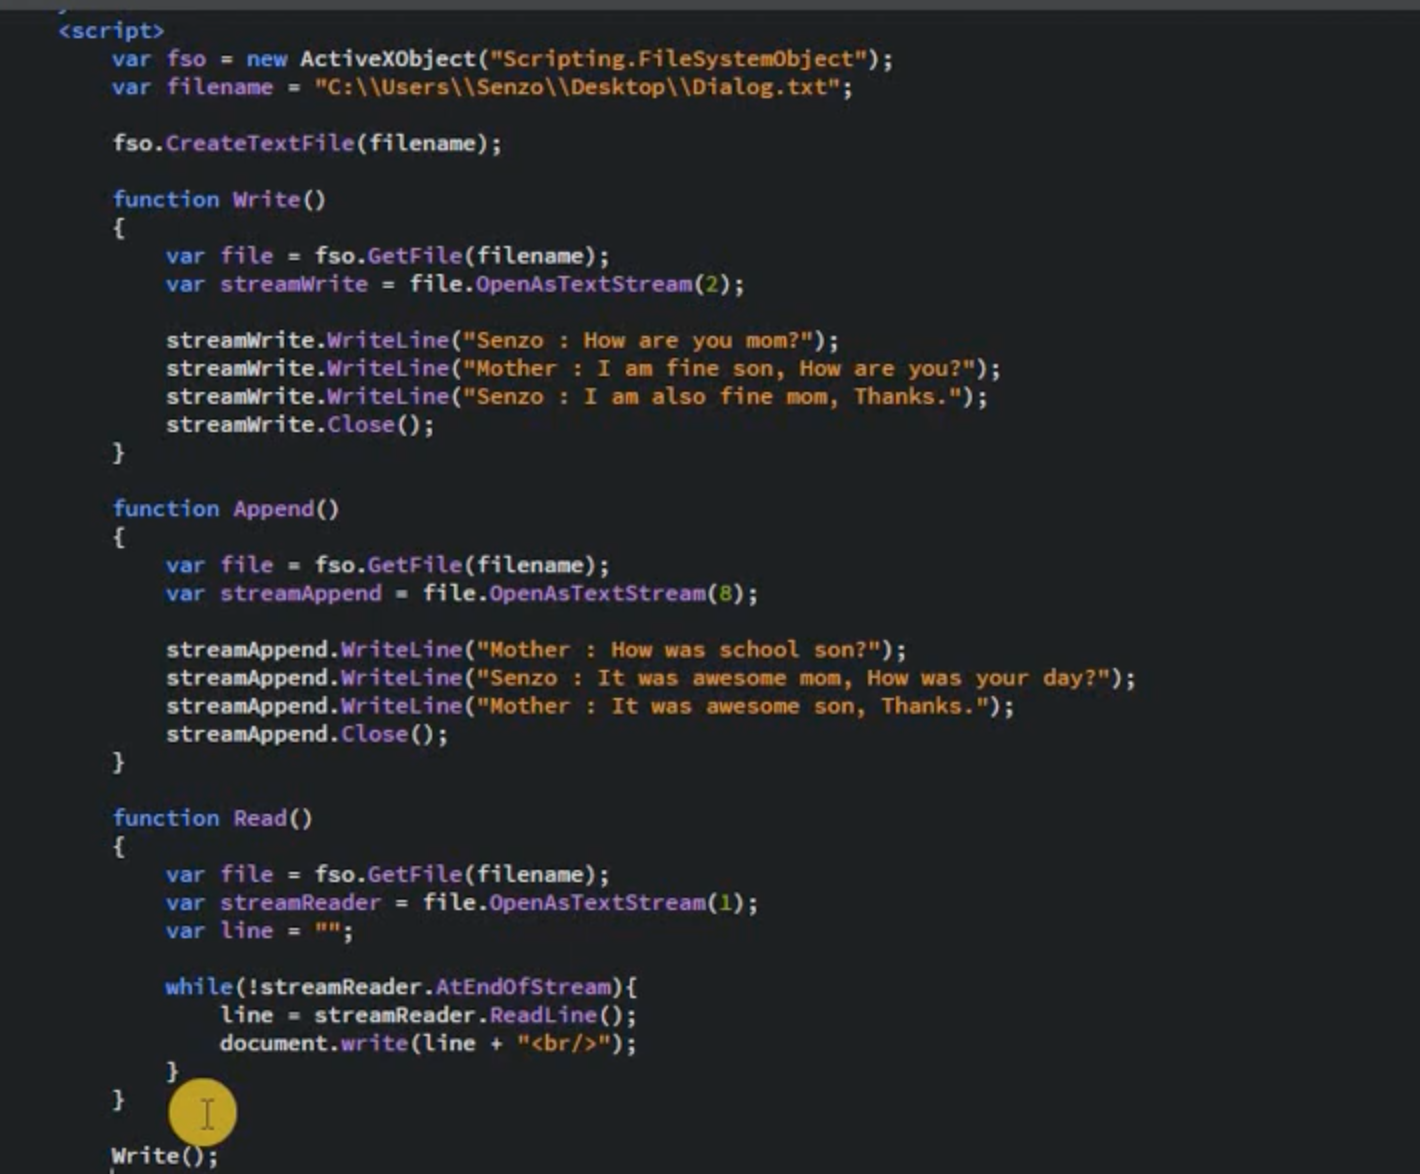 <script>
var fso = new ActiveXObject("Scripting.FileSystemObject");
var filename = "C:\\Users\\Senzo\\Desktop\\Dialog.txt";
fso.CreateTextFile(filename);
function Write()
{
var file = fso.GetFile(filename);
var streamWrite = file.OpenAsTextStream(2);
streamWrite.WriteLine("Senzo : How are you mom?");
streamWrite.WriteLine("Mother : I am fine son, How are you?");
streamWrite.WriteLine("Senzo : I am also fine mom, Thanks.");
streamWrite.Close();
}
function Append()
{
var file = fso.GetFile(filename);
var streamAppend = file.OpenAsTextStream(8);
streamAppend.WriteLine("Mother : How was school son?");
streamAppend.WriteLine("Senzo : It was awesome mom, How was your day?");
streamAppend.WriteLine("Mother : It was awesome son, Thanks.");
streamAppend.Close();
}
function Read()
{
var file = fso.GetFile(filename);
var streamReader = file.OpenAsTextStream(1);
var line = "";
while(!streamReader.AtEndOfStream){
line = streamReader.ReadLine();
document.write(line + "<br/>");
}
}
Write();